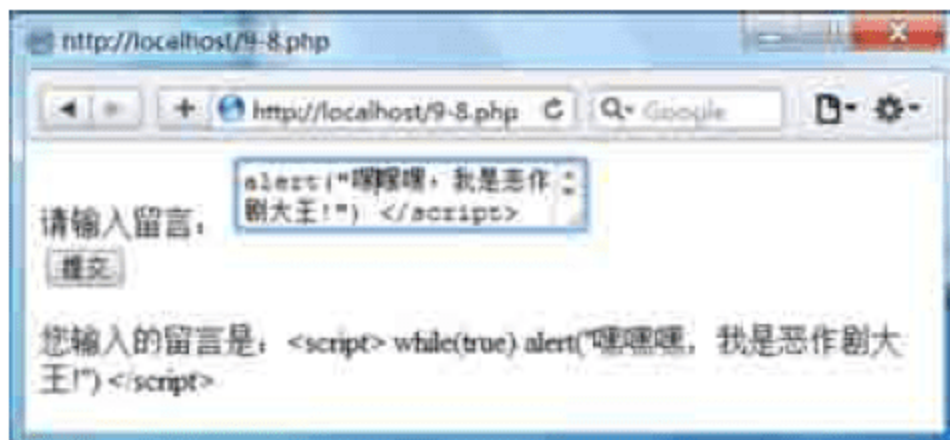 http://localhost/9-8.php
http://localhost/9-8.php Google
alert("嘿嘿嘿，我是恶作
剧大王!") </script>
请输入留言：
提交
您输入的留言是：<script> while(true) alert("嘿嘿嘿，我是恶作剧大
王!") </script>